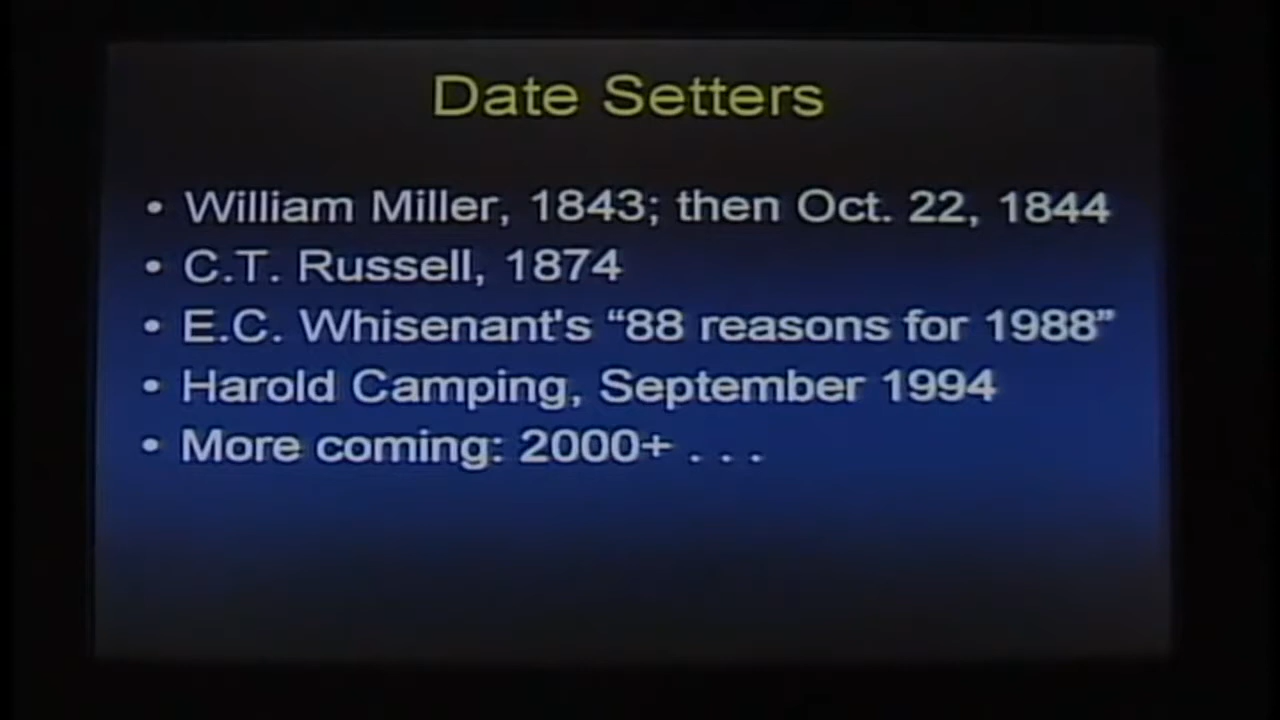 Date Setters
• William Miller, 1843; then Oct. 22, 1844
• C.T. Russell, 1874
• E.C. Whisenant's “88 reasons for 1988”
• Harold Camping, September 1994
• More coming: 2000+ . . .